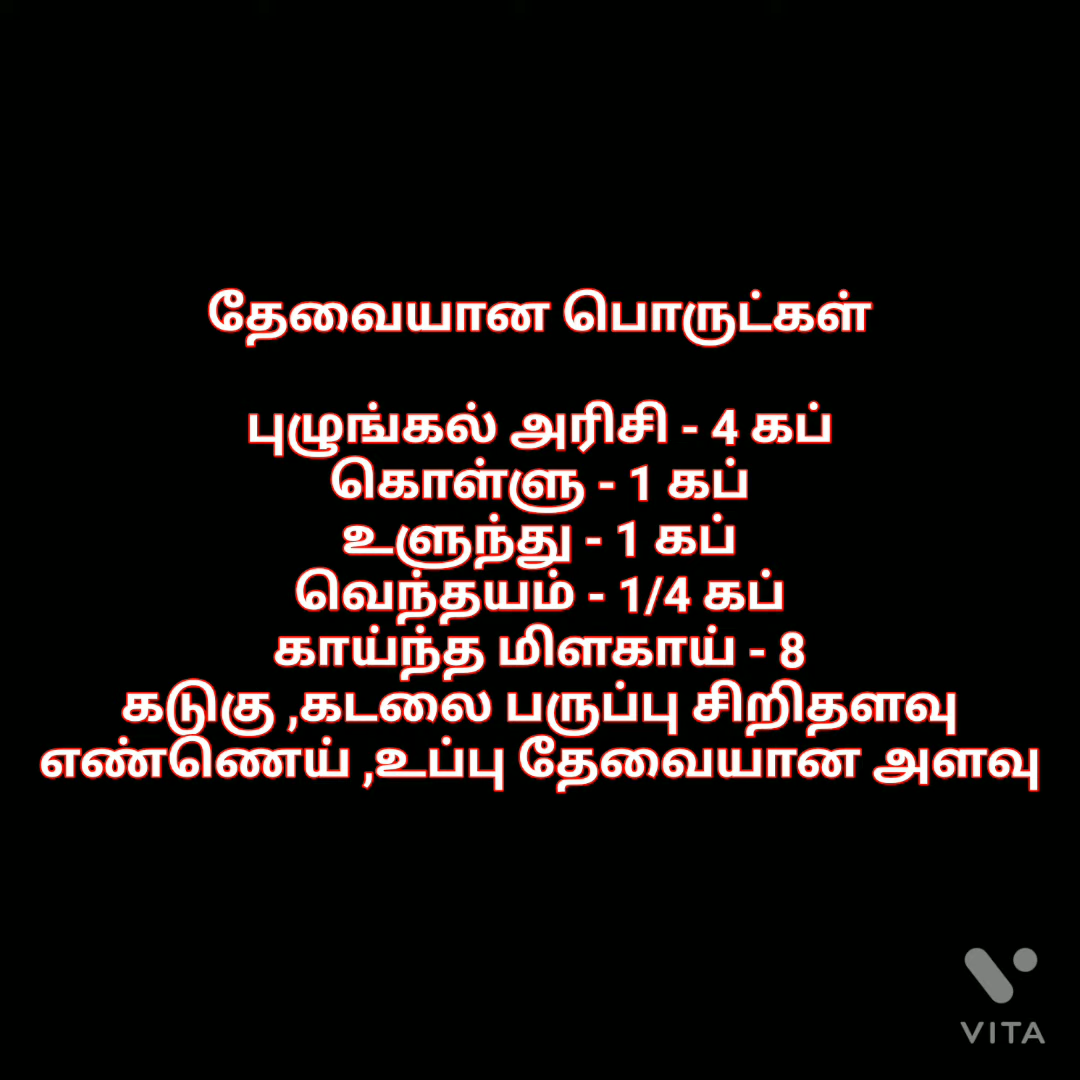 தேவையான பொருட்கள்
புழுங்கல் அரிசி - 4 கப்
கொள்ளு - 1 கப்
உளுந்து - 1 கப்
வெந்தயம் - 1/4 கப்
காய்ந்த மிளகாய் - 8
கடுகு ,கடலை பருப்பு சிறிதளவு
எண்ணெய் ,உப்பு தேவையான அளவு
VITA